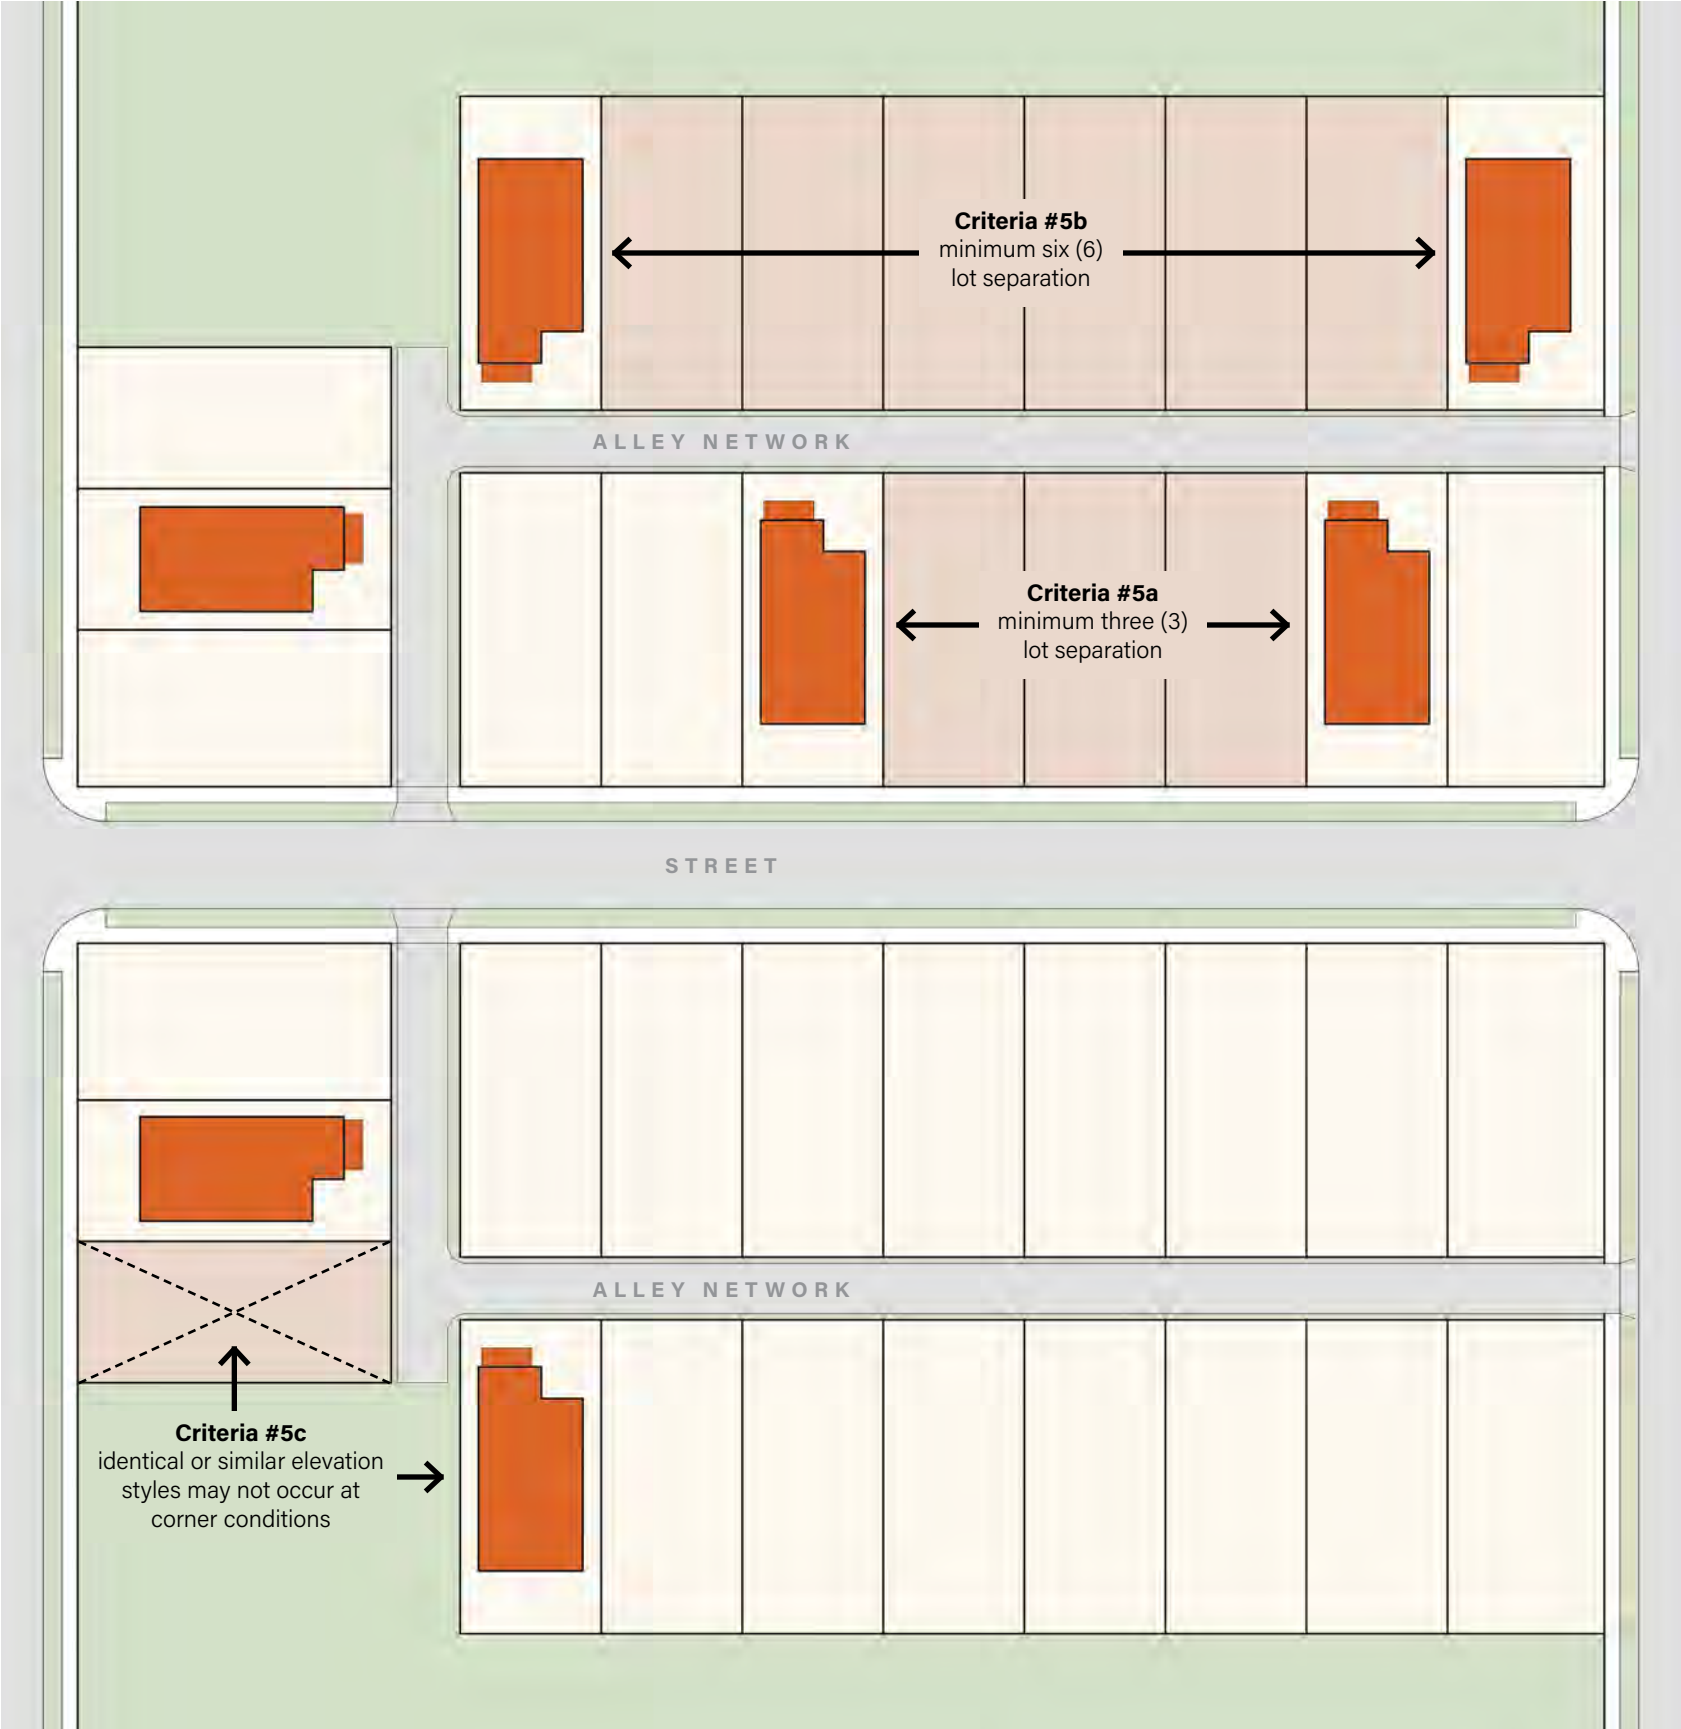 Criteria #5b
minimum six (6)
lot separation
ALLEY NETWORK
Criteria #5a
minimum three (3)
lot separation
STREET
ALLEY NETWORK
Criteria #5c
identical or similar elevation
styles may not occur at
corner conditions